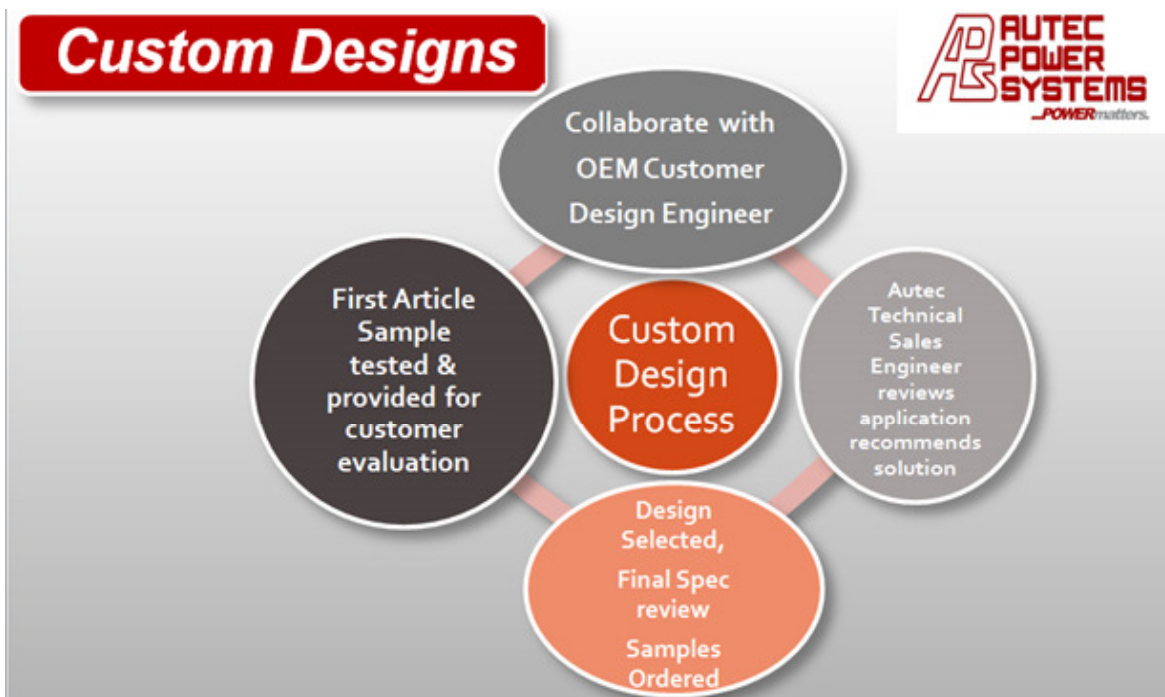 Custom Designs
AUTEC
POWER
SYSTEMS
...POWERmatters.
APS
Collaborate with
OEM Customer
Design Engineer
Autec
Technical
Sales
Engineer
reviews
application
recommends
solution
Design
Selected,
Final Spec
review
Samples
Ordered
First Article
Sample
tested &
provided for
customer
evaluation
Custom
Design
Process